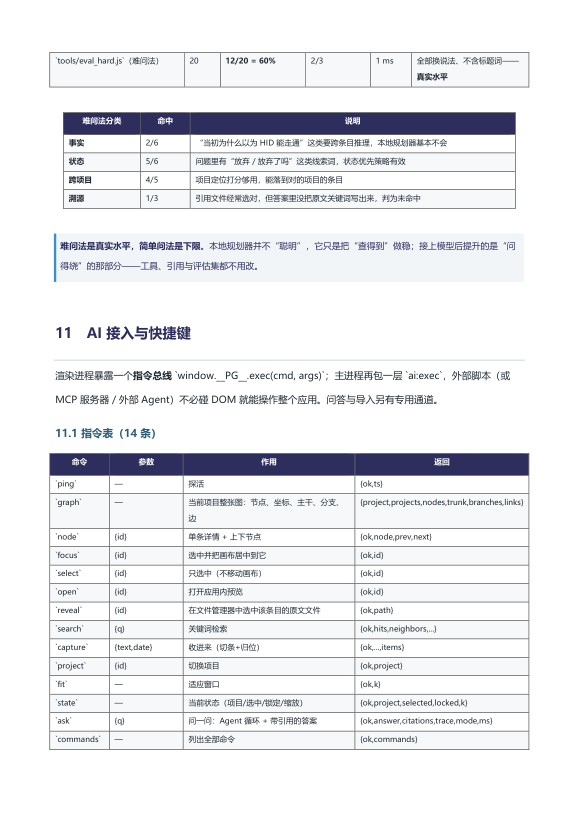 `tools/eval_hard.js`（难问法） 20 12/20 = 60% 2/3 1 ms 全部换说法、不含标题词——
真实水平
难问法分类 命中 说明
事实 2/6 “当初为什么以为 HID 能走通”这类要跨条目推理，本地规划器基本不会
状态 5/6 问题里有“放弃 / 放弃了吗”这类线索词，状态优先策略有效
跨项目 4/5 项目定位打分够用，能落到对的项目的条目
溯源 1/3 引用文件经常选对，但答案里没把原文关键词写出来，判为未命中
难问法是真实水平，简单问法是下限。本地规划器并不“聪明”，它只是把“查得到”做稳；接上模型后提升的是“问
得绕”的那部分——工具、引用与评估集都不用改。
11 AI 接入与快捷键
渲染进程暴露一个指令总线 `window.__PG__.exec(cmd, args)`；主进程再包一层 `ai:exec`，外部脚本（或
MCP 服务器 / 外部 Agent）不必碰 DOM 就能操作整个应用。问答与导入另有专用通道。
11.1 指令表（14 条）
命令 参数 作用 返回
`ping` — 探活 {ok,ts}
`graph` — 当前项目整张图：节点、坐标、主干、分支、 {project,projects,nodes,trunk,branches,links}
边
`node` {id} 单条详情 + 上下节点 {ok,node,prev,next}
`focus` {id} 选中并把画布居中到它 {ok,id}
`select` {id} 只选中（不移动画布） {ok,id}
`open` {id} 打开应用内预览 {ok,id}
`reveal` {id} 在文件管理器中选中该条目的原文文件 {ok,path}
`search` {q} 关键词检索 {ok,hits,neighbors,…}
`capture` {text,date} 收进来（切条+归位） {ok,…,items}
`project` {id} 切换项目 {ok,project}
`fit` — 适应窗口 {ok,k}
`state` — 当前状态（项目/选中/锁定/缩放） {ok,project,selected,locked,k}
`ask` {q} 问一问：Agent 循环 + 带引用的答案 {ok,answer,citations,trace,mode,ms}
`commands` — 列出全部命令 {ok,commands}